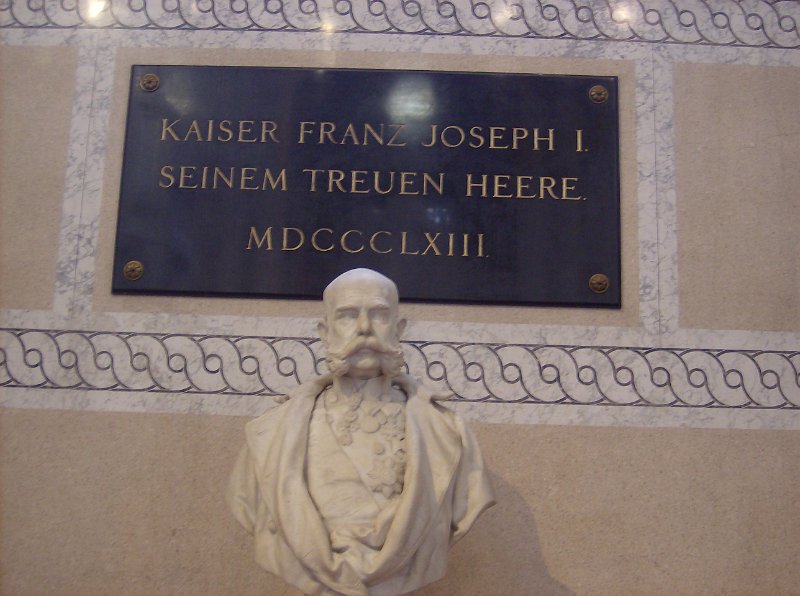 KAISER FRANZ JOSEPH I.
SEINEM TREUEN HEERE.
MDCCCLXIII.